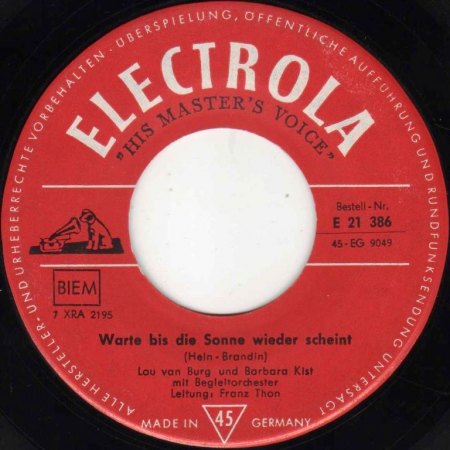 ALLE HERSTELLER- UND URHEBERRECHTE VORBEHALTEN · ÜBERSPIELUNG, ÖFFENTLICHE AUFFÜHRUNG UND RUNDFUNKSENDUNG UNTERSAGT
ELECTROLA
„HIS MASTER'S VOICE"
Bestell-Nr.
E 21 386
45-EG 9049
BIEM
7 XRA 2195
Warte bis die Sonne wieder scheint
(Hein-Brandin)
Lou van Burg und Barbara Kist
mit Begleitorchester
Leitung: Franz Thon
MADE IN 45 GERMANY